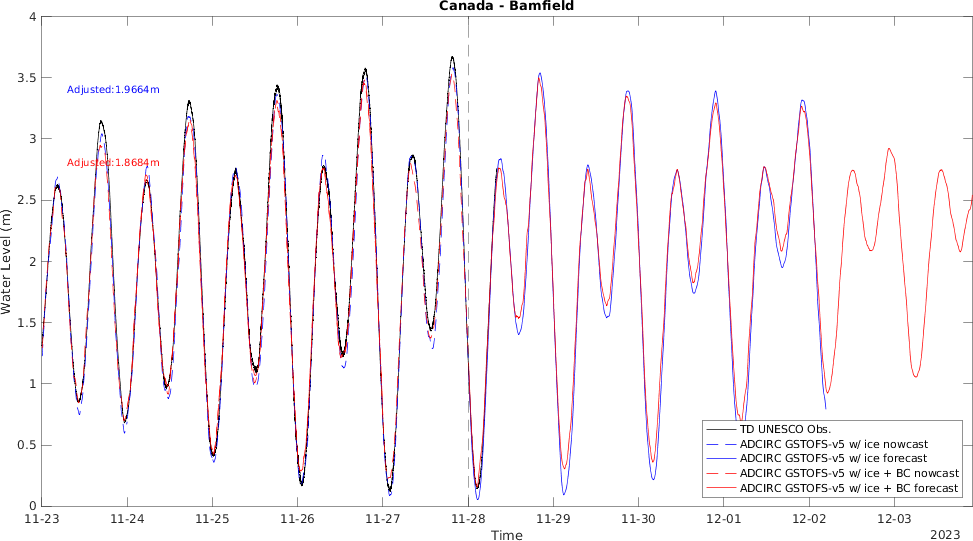 Canada - Bamfield
4
3.5
3
2.5
2
1.5
1
0.5
0
Water Level (m)
Adjusted:1.9664m
Adjusted:1.8684m
TD UNESCO Obs.
ADCIRC GSTOFS-v5 w/ ice nowcast
ADCIRC GSTOFS-v5 w/ ice forecast
ADCIRC GSTOFS-v5 w/ ice + BC nowcast
ADCIRC GSTOFS-v5 w/ ice + BC forecast
11-23 11-24 11-25 11-26 11-27 11-28 11-29 11-30 12-01 12-02 12-03
Time
2023